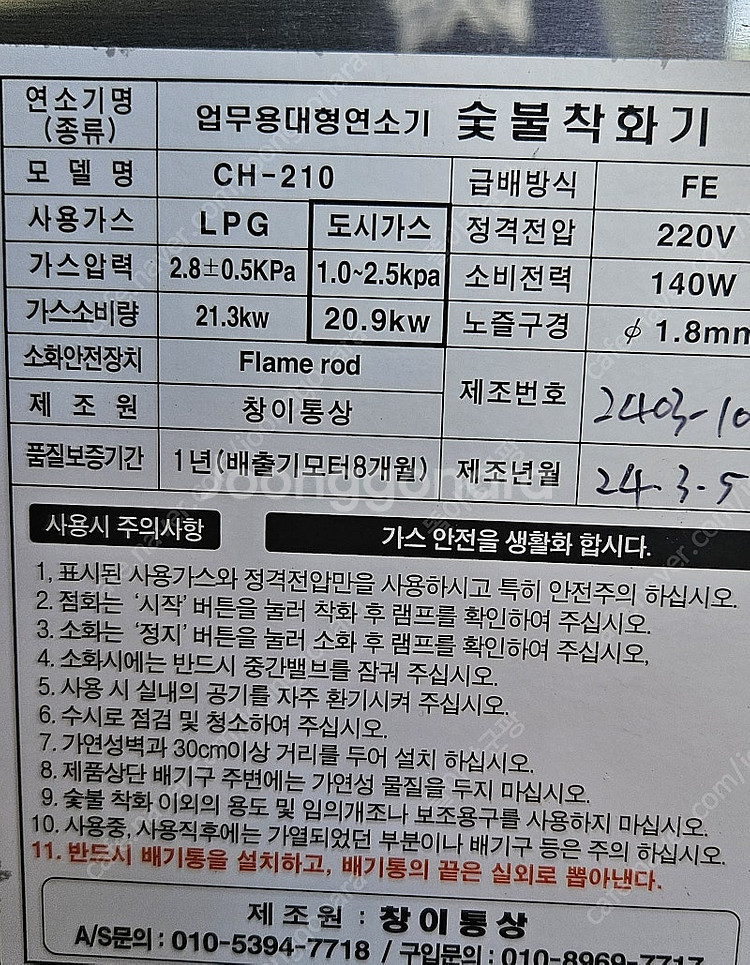 연소기명 (종류) 업무용대형연소기 숯불착화기
모 델 명 CH-210 급배방식 FE
사용가스 LPG 도시가스 정격전압 220V
가스압력 2.8±0.5KPa 1.0~2.5kpa 소비전력 140W
가스소비량 21.3kw 20.9kw 노즐구경 ϕ 1.8mm
소화안전장치 Flame rod
제 조 원 창이통상 제조번호 2403-10
품질보증기간 1년(배출기모터8개월) 제조년월 24.3.5
Joonggonara
사용시 주의사항 가스 안전을 생활화 합시다.
1, 표시된 사용가스와 정격전압만을 사용하시고 특히 안전주의 하십시오.
2. 점화는 '시작' 버튼을 눌러 착화 후 램프를 확인하여 주십시오.
3. 소화는 '정지' 버튼을 눌러 소화 후 램프를 확인하여 주십시오,
4. 소화시에는 반드시 중간밸브를 잠궈 주십시오.
5. 사용 시 실내의 공기를 자주 환기시켜 주십시오.
6. 수시로 점검 및 청소하여 주십시오.
7. 가연성벽과 30cm이상 거리를 두어 설치 하십시오.
8. 제품상단 배기구 주변에는 가연성 물질을 두지 마십시오.
9. 숯불 착화 이외의 용도 및 임의개조나 보조용구를 사용하지 마십시오.
10. 사용중, 사용직후에는 가열되었던 부분이나 배기구 등은 주의 하십시오.
11. 반드시 배기통을 설치하고, 배기통의 끝은 실외로 뽑아낸다.
제 조 원 : 창이통상
A/S문의 : 010-5394-7718 / 구입문의 : 010-8969-7717